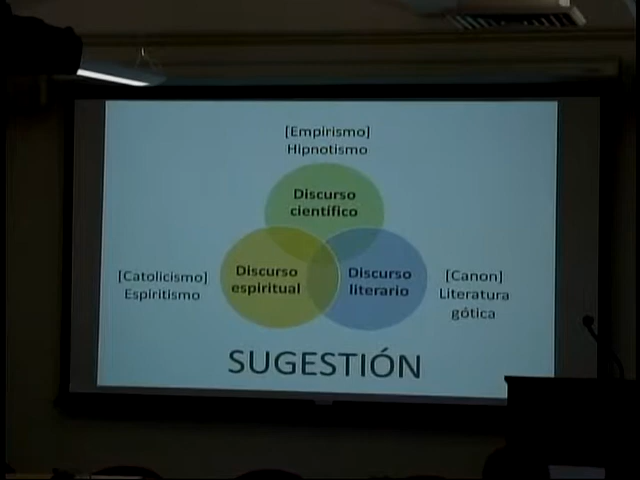 [Empirismo]
Hipnotismo
Discurso
científico
[Catolicismo]
Espiritismo
Discurso
espiritual
Discurso
literario
[Canon]
Literatura
gótica
SUGESTIÓN